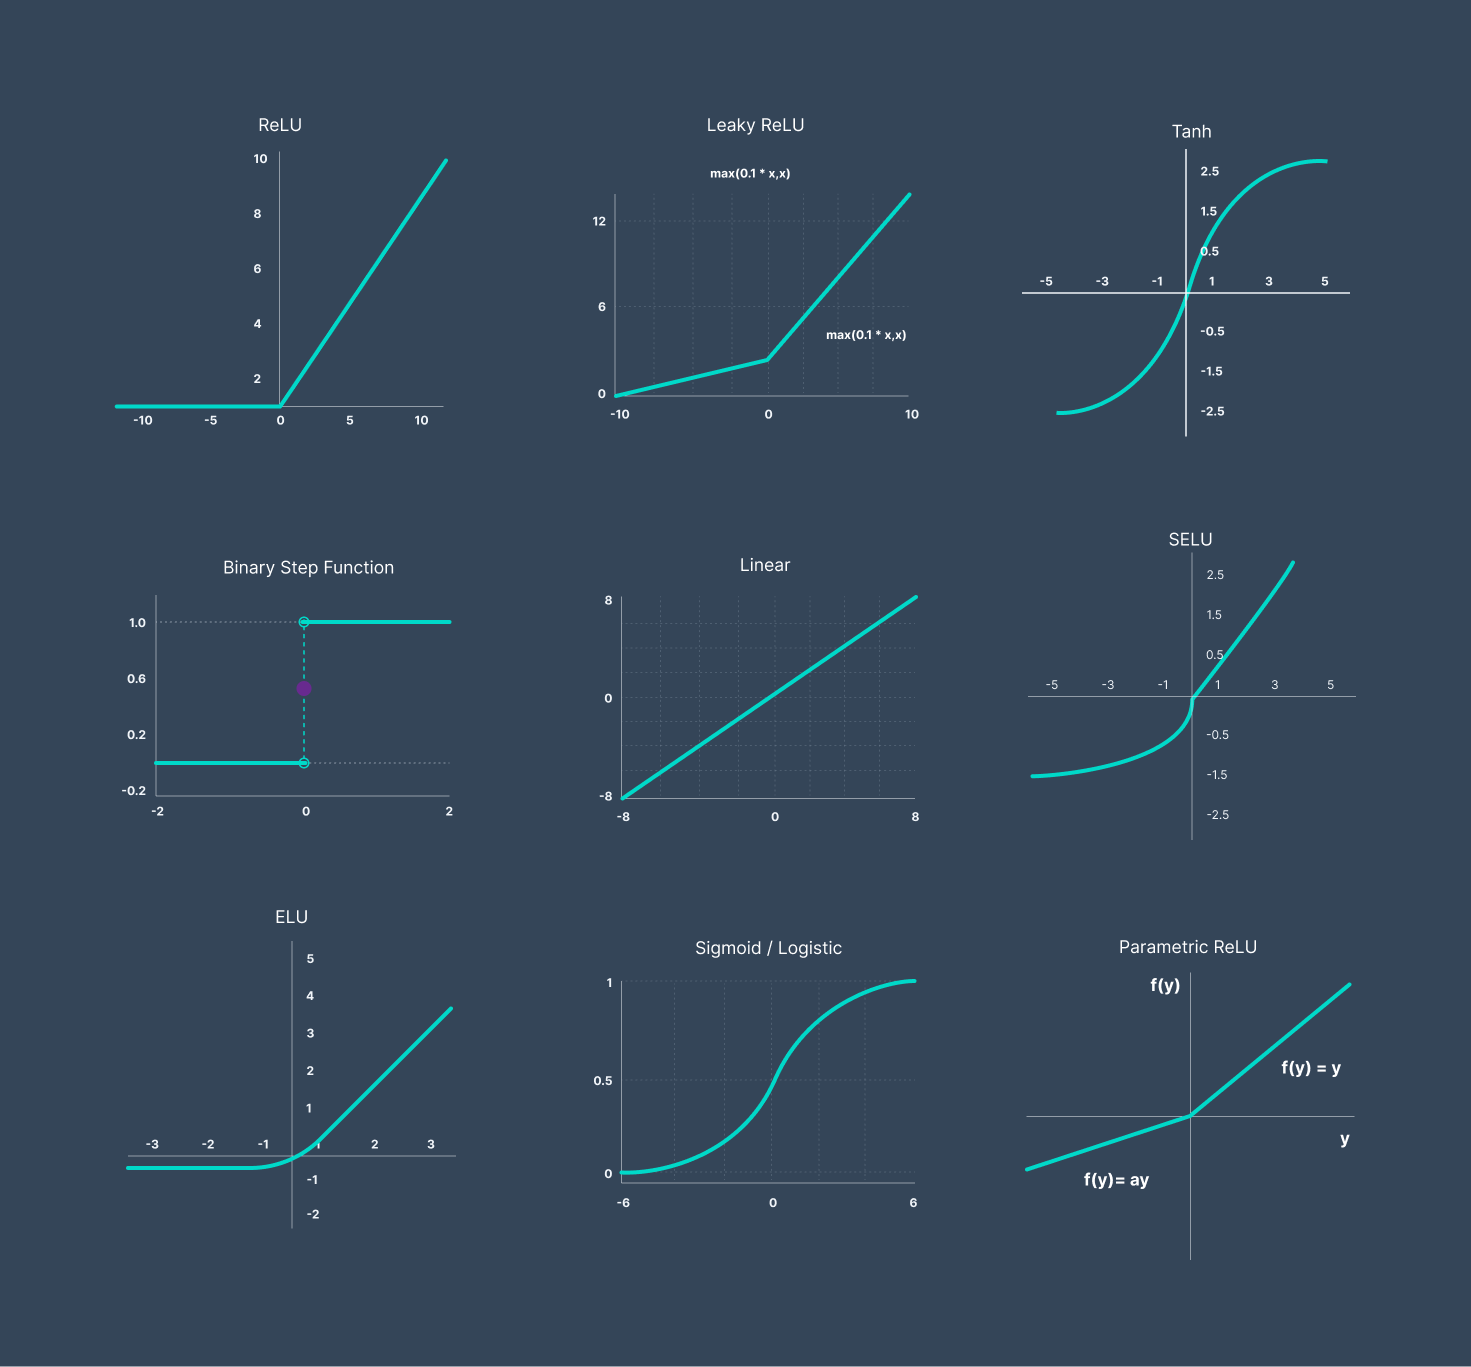 ReLU
10
8
6
4
2
-10 -5 0 5 10
Leaky ReLU
max(0.1 * x,x)
12
6
max(0.1 * x,x)
0
-10 0 10
Tanh
2.5
1.5
0.5
-5 -3 -1 1 3 5
-0.5
-1.5
-2.5
Binary Step Function
1.0
0.6
0.2
-0.2
-2 0 2
Linear
8
0
-8
-8 0 8
SELU
2.5
1.5
0.5
-5 -3 -1 1 3 5
-0.5
-1.5
-2.5
ELU
5
4
3
2
1
-3 -2 -1 1 2 3
-1
-2
Sigmoid / Logistic
1
0.5
0
-6 0 6
Parametric ReLU
f(y)
f(y) = y
y
f(y)= ay